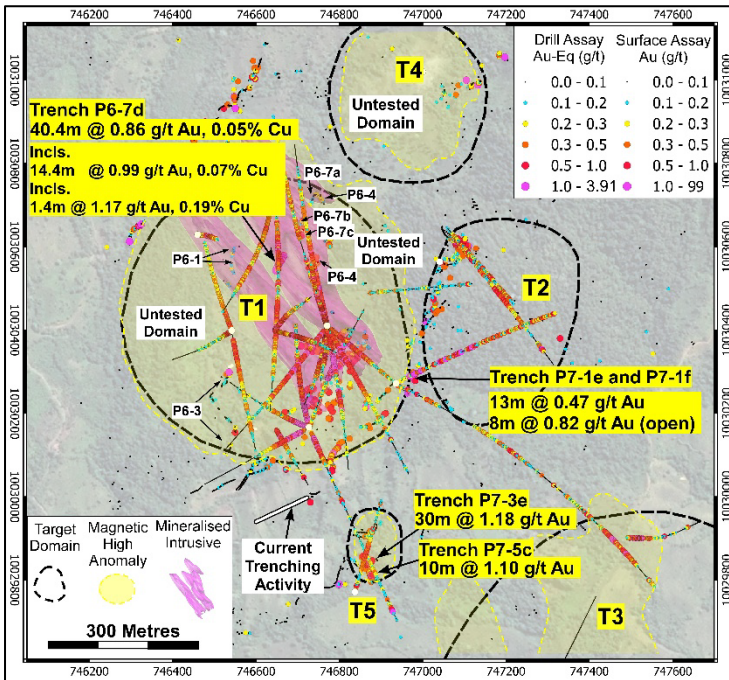 746200 746400 746600 746800 747000 747200 747400 747600
10031000
10030800
10030600
10030400
10030200
10030000
10029800
Drill Assay Surface Assay
Au-Eq (g/t) Au (g/t)
0.0 - 0.1 0.0 - 0.1
0.1 - 0.2 0.1 - 0.2
0.2 - 0.3 0.2 - 0.3
0.3 - 0.5 0.3 - 0.5
0.5 - 1.0 0.5 - 1.0
1.0 - 3.91 1.0 - 99
T4
Untested
Domain
Trench P6-7d
40.4m @ 0.86 g/t Au, 0.05% Cu
Incls.
14.4m @ 0.99 g/t Au, 0.07% Cu
Incls.
1.4m @ 1.17 g/t Au, 0.19% Cu
P6-7a
P6-4
P6-7b
P6-7c
P6-4
P6-1
Untested
Domain
T1
Untested
Domain
T2
P6-3
Trench P7-1e and P7-1f
13m @ 0.47 g/t Au
8m @ 0.82 g/t Au (open)
Trench P7-3e
30m @ 1.18 g/t Au
Trench P7-5c
10m @ 1.10 g/t Au
Current
Trenching
Activity
T5
T3
Target
Domain
Magnetic
High
Anomaly
Mineralised
Intrusive
300 Metres
746200 746400 746600 746800 747000 747200 747400 747600